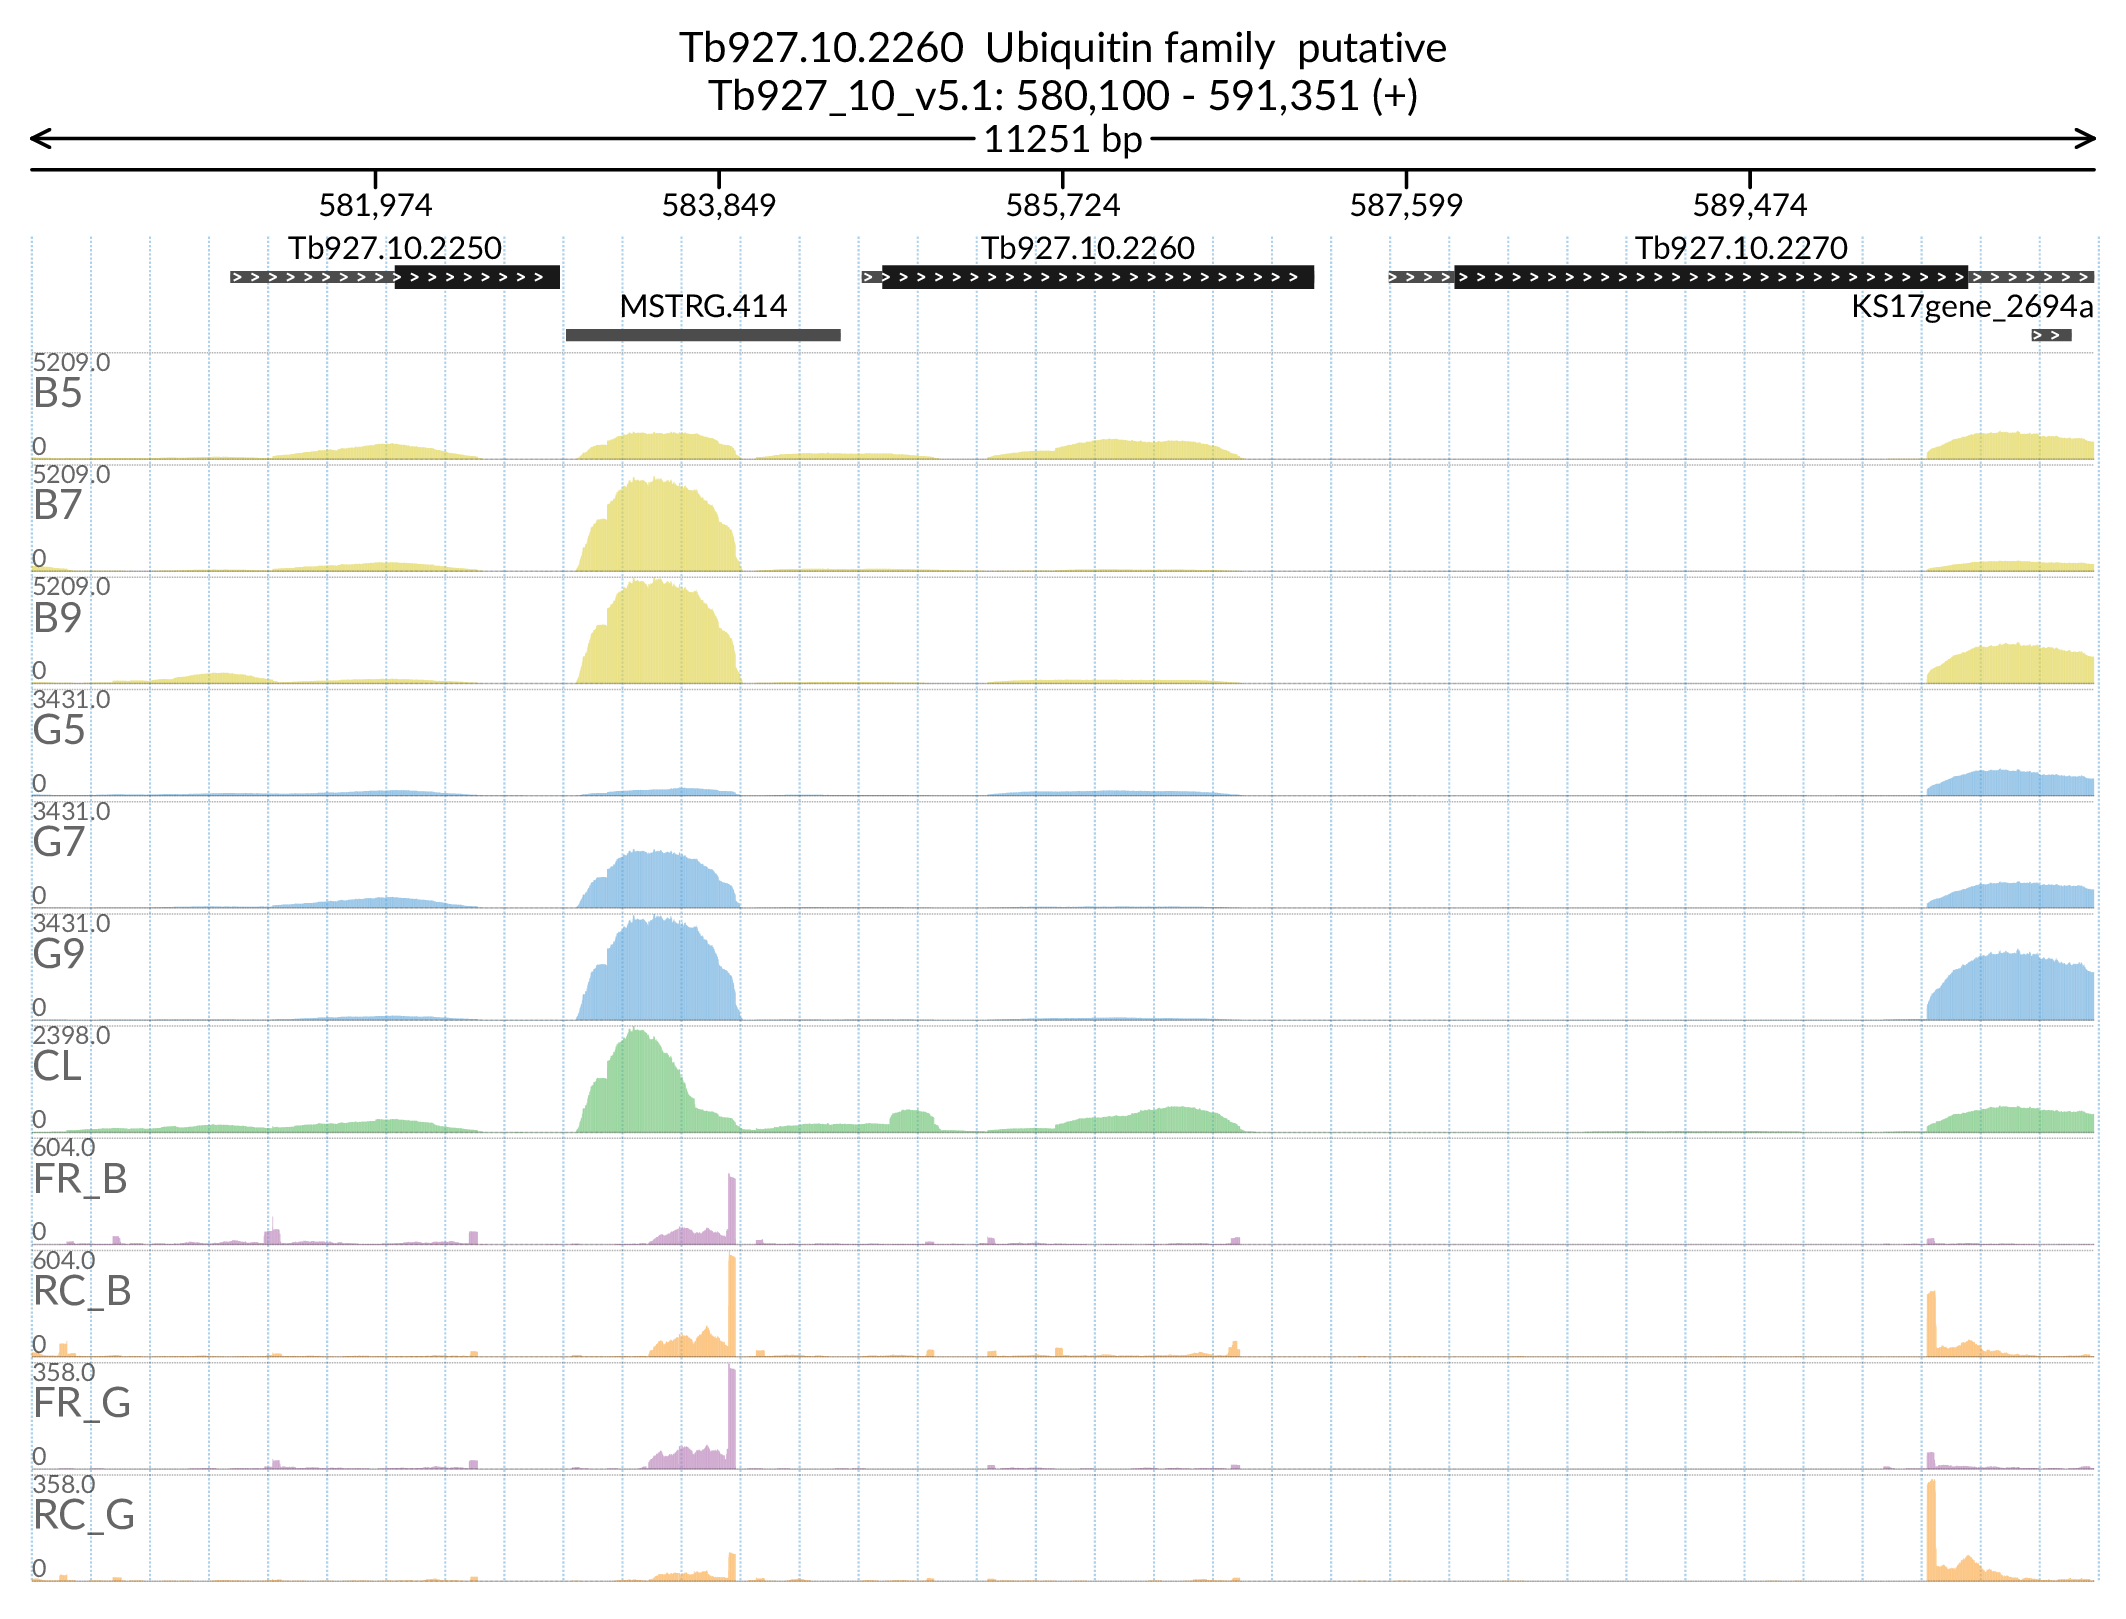 Tb927.10.2260  Ubiquitin family  putative
Tb927_10_v5.1: 580,100 - 591,351 (+)
11251 bp
581,974 583,849 585,724 587,599 589,474
Tb927.10.2250 Tb927.10.2260 Tb927.10.2270
MSTRG.414 KS17gene_2694a
5209.0
B5
0
5209.0
B7
0
5209.0
B9
0
3431.0
G5
0
3431.0
G7
0
3431.0
G9
0
2398.0
CL
0
604.0
FR_B
0
604.0
RC_B
0
358.0
FR_G
0
358.0
RC_G
0